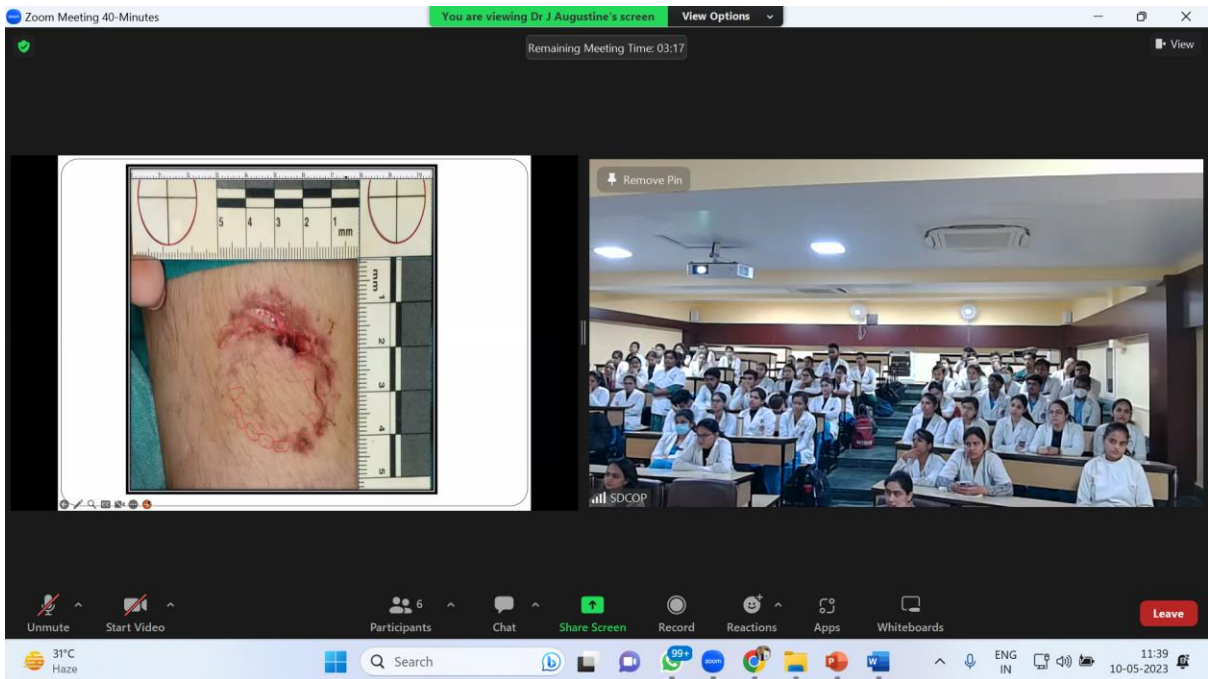 Zoom Meeting 40-Minutes
You are viewing Dr J Augustine's screen View Options
Remaining Meeting Time: 03:17
View
Remove Pin
5 4 3 2 1
mm
mm
1
2
3
4
5
SDCOP
6
Unmute Start Video Participants Chat Share Screen Record Reactions Apps Whiteboards Leave
31°C
Haze
Search
99+
zoom
ENG
IN
11:39
10-05-2023